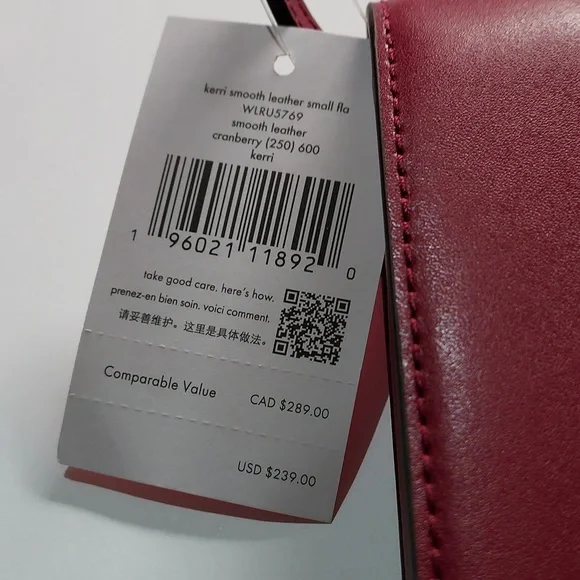 kerri smooth leather small fla
WLRU5769
smooth leather
cranberry (250) 600
kerri
1 96021 11892 0
take good care. here's how.
prenez-en bien soin. voici comment.
请妥善维护。这里是具体做法。
Comparable Value CAD $289.00
USD $239.00